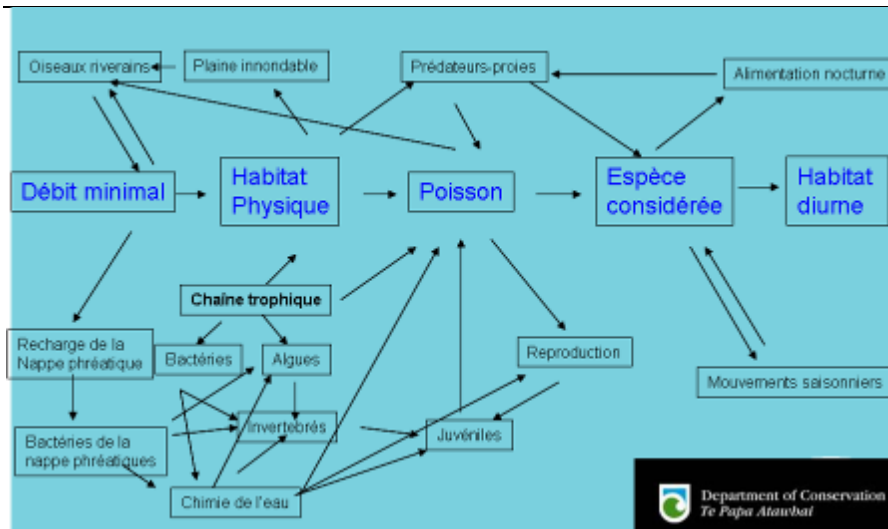 Oiseaux riverains
Plaine innondable
Prédateurs-proies
Alimentation nocturne
Débit minimal
Habitat
Physique
Poisson
Espèce
considérée
Habitat
diurne
Chaîne trophique
Recharge de la
Nappe phréatique
Bactéries
Algues
Reproduction
Mouvements saisonniers
Bactéries de la
nappe phréatiques
Invertebrés
Juvéniles
Chimie de l'eau
Department of Conservation
Te Papa Atawbai